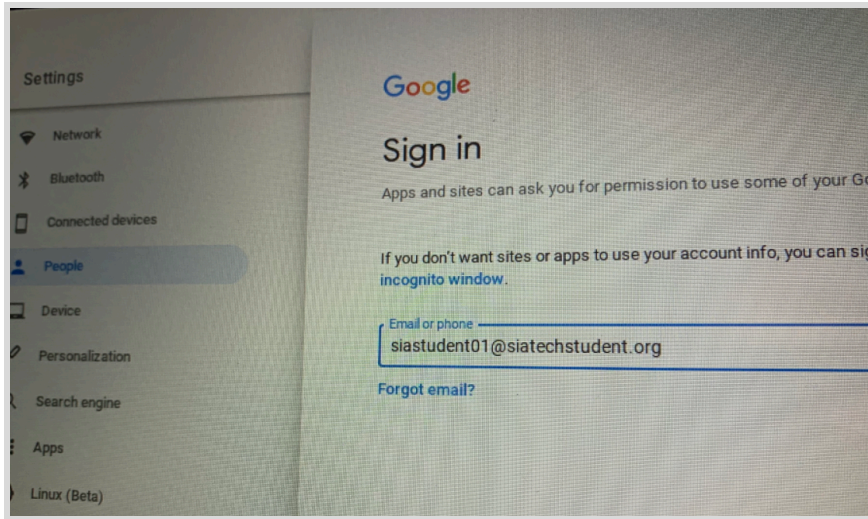 Settings
Network
Bluetooth
Connected devices
People
Device
Personalization
Search engine
Apps
Linux (Beta)
Google
Sign in
Apps and sites can ask you for permission to use some of your
If you don't want sites or apps to use your account info, you can
incognito window.
Email or phone
siastudent01@siatechstudent.org
Forgot email?